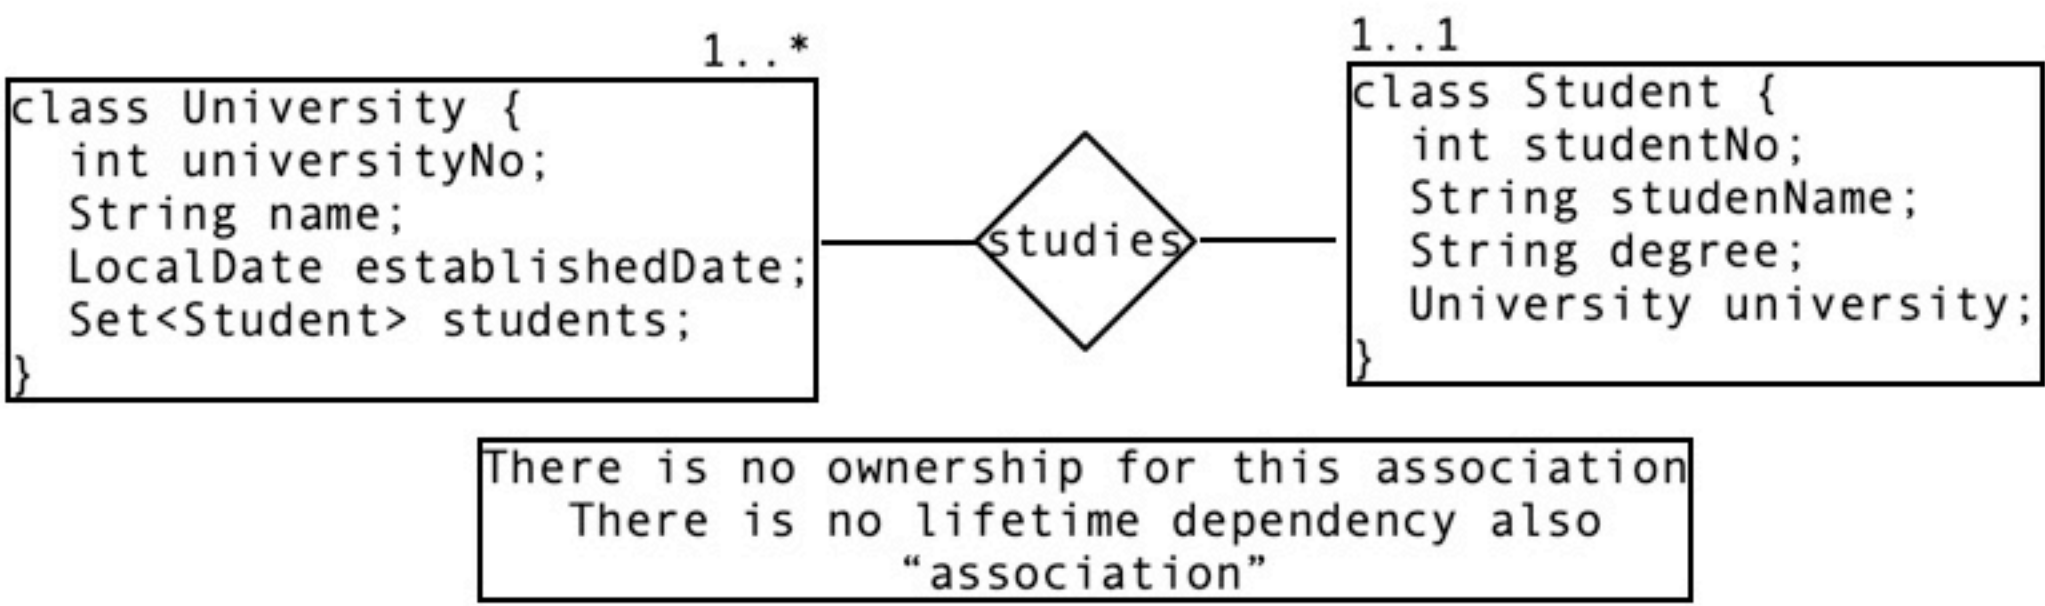 1..*
class University {
  int universityNo;
  String name;
  LocalDate establishedDate;
  Set<Student> students;
}
studies
1..1
class Student {
  int studentNo;
  String studenName;
  String degree;
  University university;
}
There is no ownership for this association
There is no lifetime dependency also
“association”